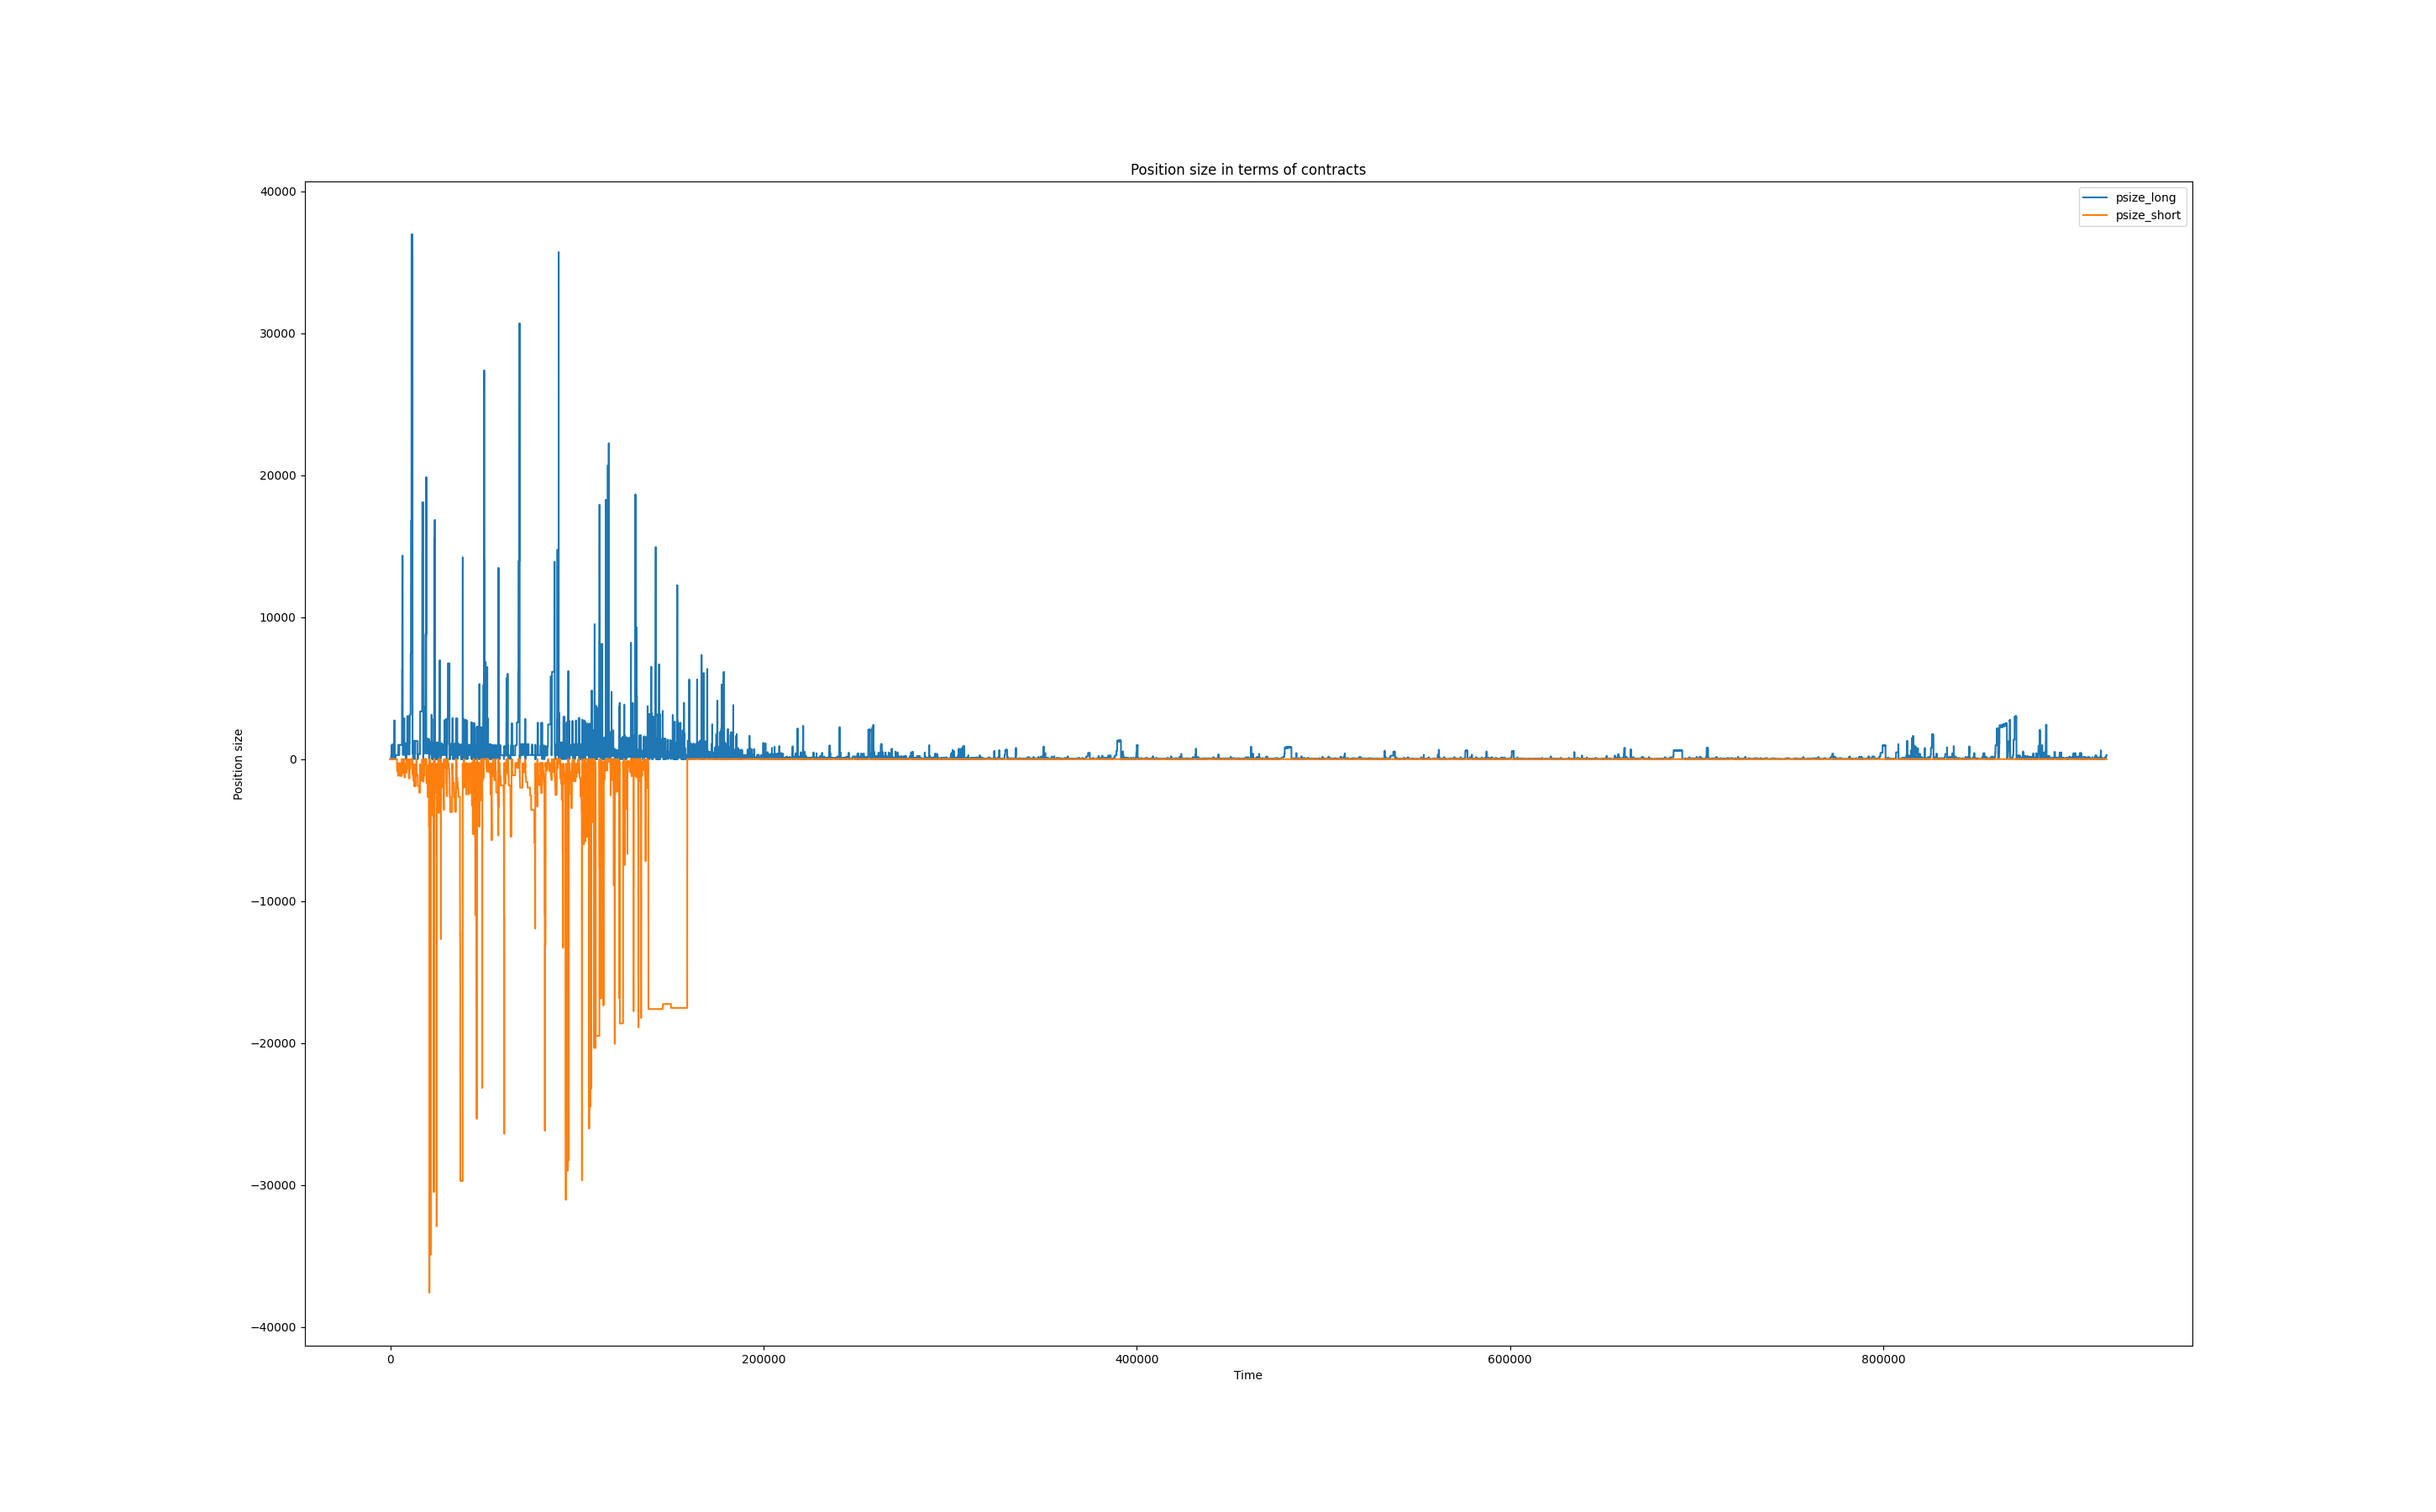 Position size in terms of contracts
psize_long
psize_short
40000
30000
20000
10000
0
−10000
−20000
−30000
−40000
Position size
0 200000 400000 600000 800000
Time